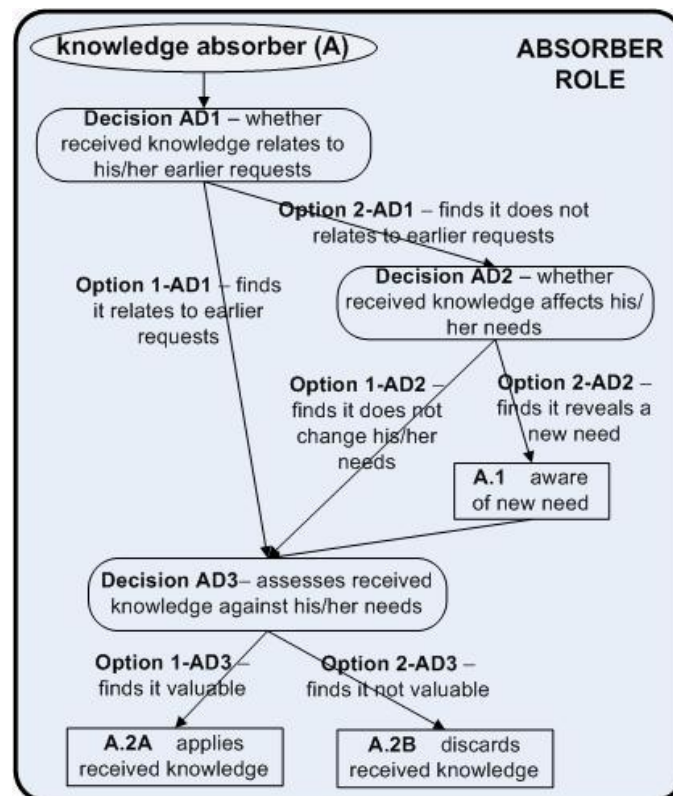 knowledge absorber (A)
ABSORBER
ROLE
Decision AD1 – whether
received knowledge relates to
his/her earlier requests
Option 2-AD1 – finds it does not
relates to earlier requests
Option 1-AD1 – finds
it relates to earlier
requests
Decision AD2 – whether
received knowledge affects his/
her needs
Option 1-AD2 –
finds it does not
change his/her
needs
Option 2-AD2 –
finds it reveals a
new need
A.1 aware
of new need
Decision AD3– assesses received
knowledge against his/her needs
Option 1-AD3 –
finds it valuable
Option 2-AD3 –
finds it not valuable
A.2A applies
received knowledge
A.2B discards
received knowledge